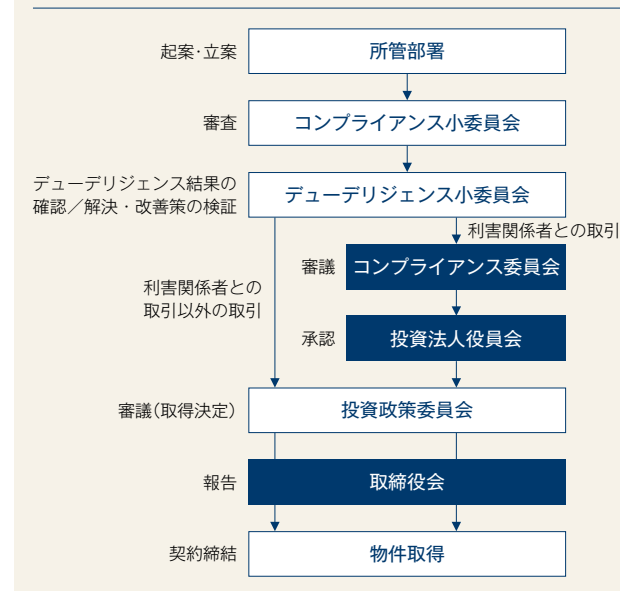 起案・立案
所管部署
審査
コンプライアンス小委員会
デューデリジェンス結果の
確認／解決・改善策の検証
デューデリジェンス小委員会
利害関係者との取引
審議
コンプライアンス委員会
利害関係者との
取引以外の取引
承認
投資法人役員会
審議(取得決定)
投資政策委員会
報告
取締役会
契約締結
物件取得